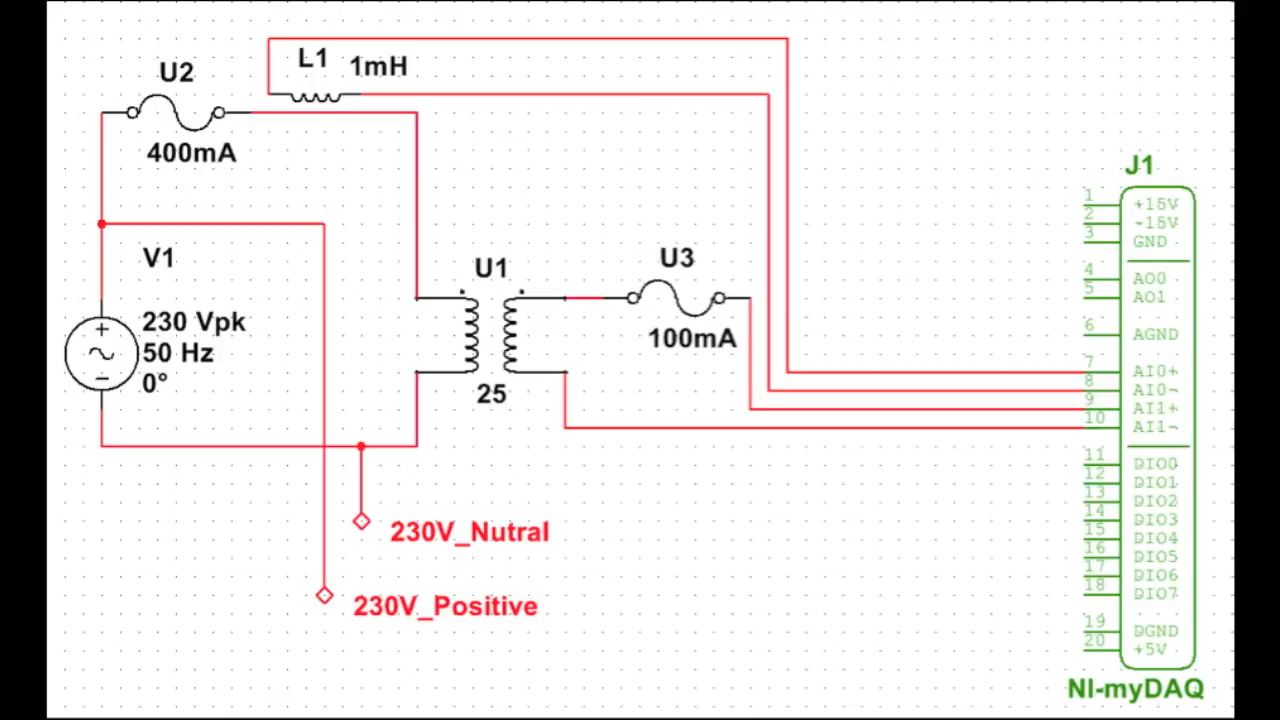 L1 1mH
U2
400mA
V1
230 Vpk
50 Hz
0°
U1
25
U3
100mA
230V_Nutral
230V_Positive
J1
1 +15V
2 -15V
3 GND
4 AO0
5 AO1
6 AGND
7 AI0+
8 AI0-
9 AI1+
10 AI1-
11 DIO0
12 DIO1
13 DIO2
14 DIO3
15 DIO4
16 DIO5
17 DIO6
18 DIO7
19 DGND
20 +5V
NI-myDAQ